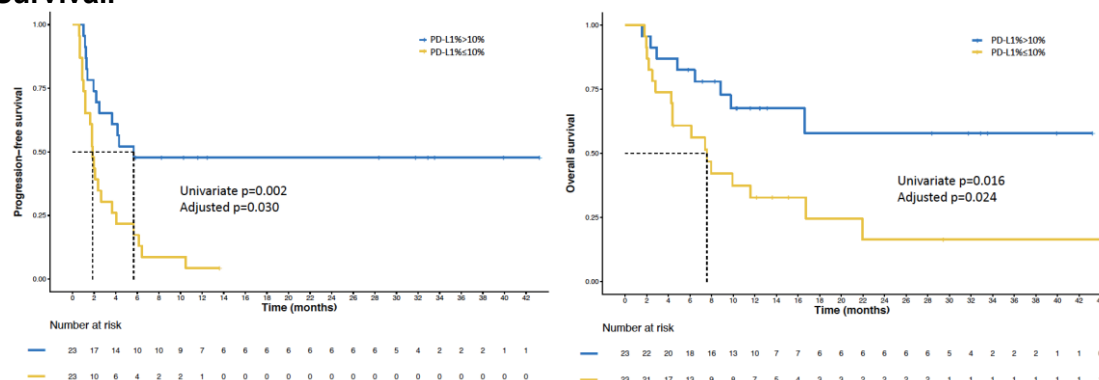 Survival.
1.00
0.75
0.50
0.25
0.00
Progression-free survival
PD-L1%>10%
PD-L1%≤10%
Univariate p=0.002
Adjusted p=0.030
0 2 4 6 8 10 12 14 16 18 20 22 24 26 28 30 32 34 36 38 40 42
Time (months)
Number at risk
23 17 14 10 10 9 7 6 6 6 6 6 6 6 6 5 4 2 2 2 1 1
23 10 6 4 2 2 1 0 0 0 0 0 0 0 0 0 0 0 0 0 0 0
1.00
0.75
0.50
0.25
0.00
Overall survival
PD-L1%>10%
PD-L1%≤10%
Univariate p=0.016
Adjusted p=0.024
0 2 4 6 8 10 12 14 16 18 20 22 24 26 28 30 32 34 36 38 40 42
Time (months)
Number at risk
23 22 20 18 16 13 10 7 7 6 6 6 6 6 6 5 4 2 2 2 1 1